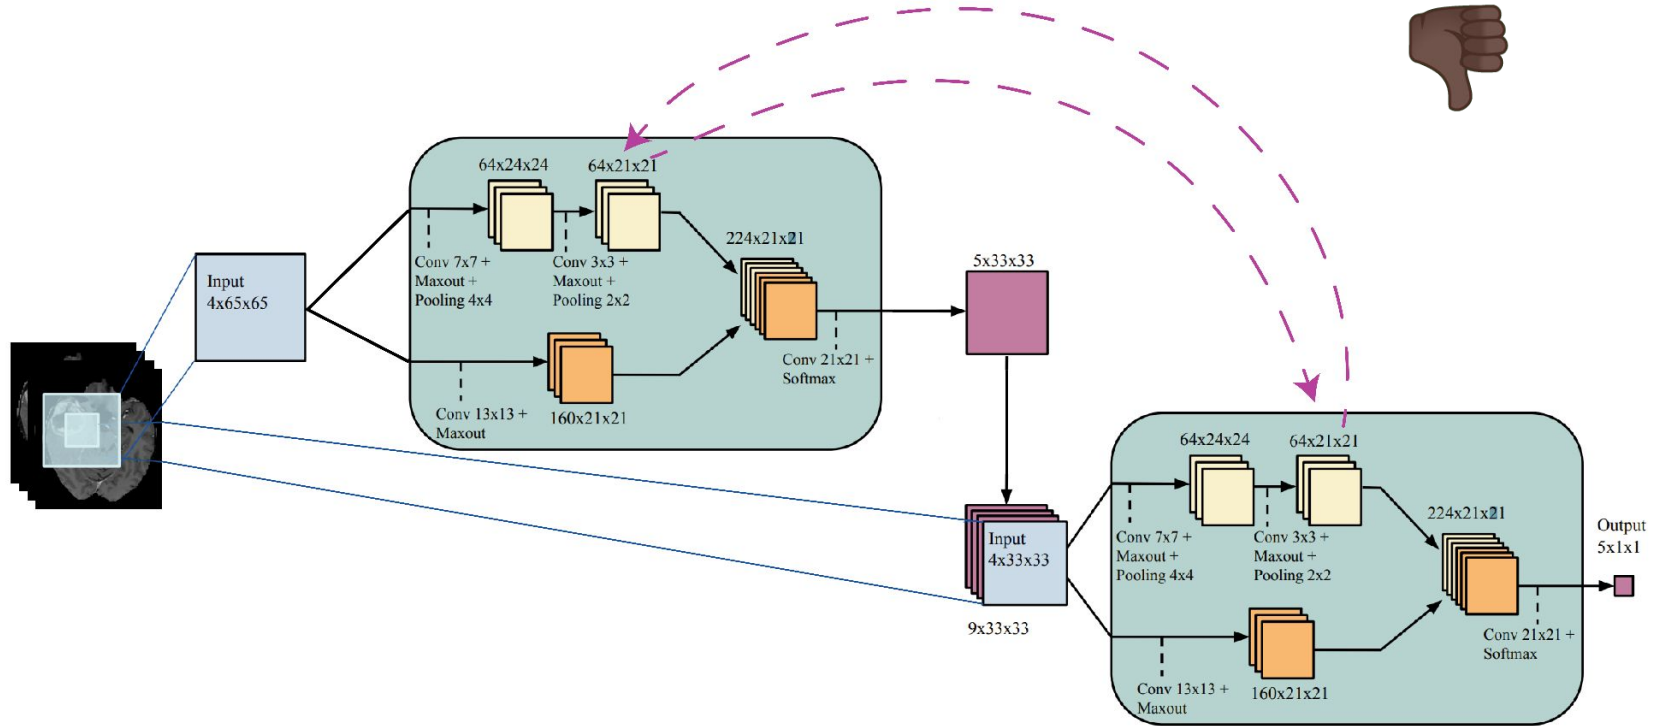 Input
4x65x65
64x24x24
64x21x21
Conv 7x7 +
Maxout +
Pooling 4x4
Conv 3x3 +
Maxout +
Pooling 2x2
224x21x21
Conv 13x13 +
Maxout
160x21x21
Conv 21x21 +
Softmax
5x33x33
Input
4x33x33
9x33x33
64x24x24
64x21x21
Conv 7x7 +
Maxout +
Pooling 4x4
Conv 3x3 +
Maxout +
Pooling 2x2
224x21x21
Conv 13x13 +
Maxout
160x21x21
Conv 21x21 +
Softmax
Output
5x1x1